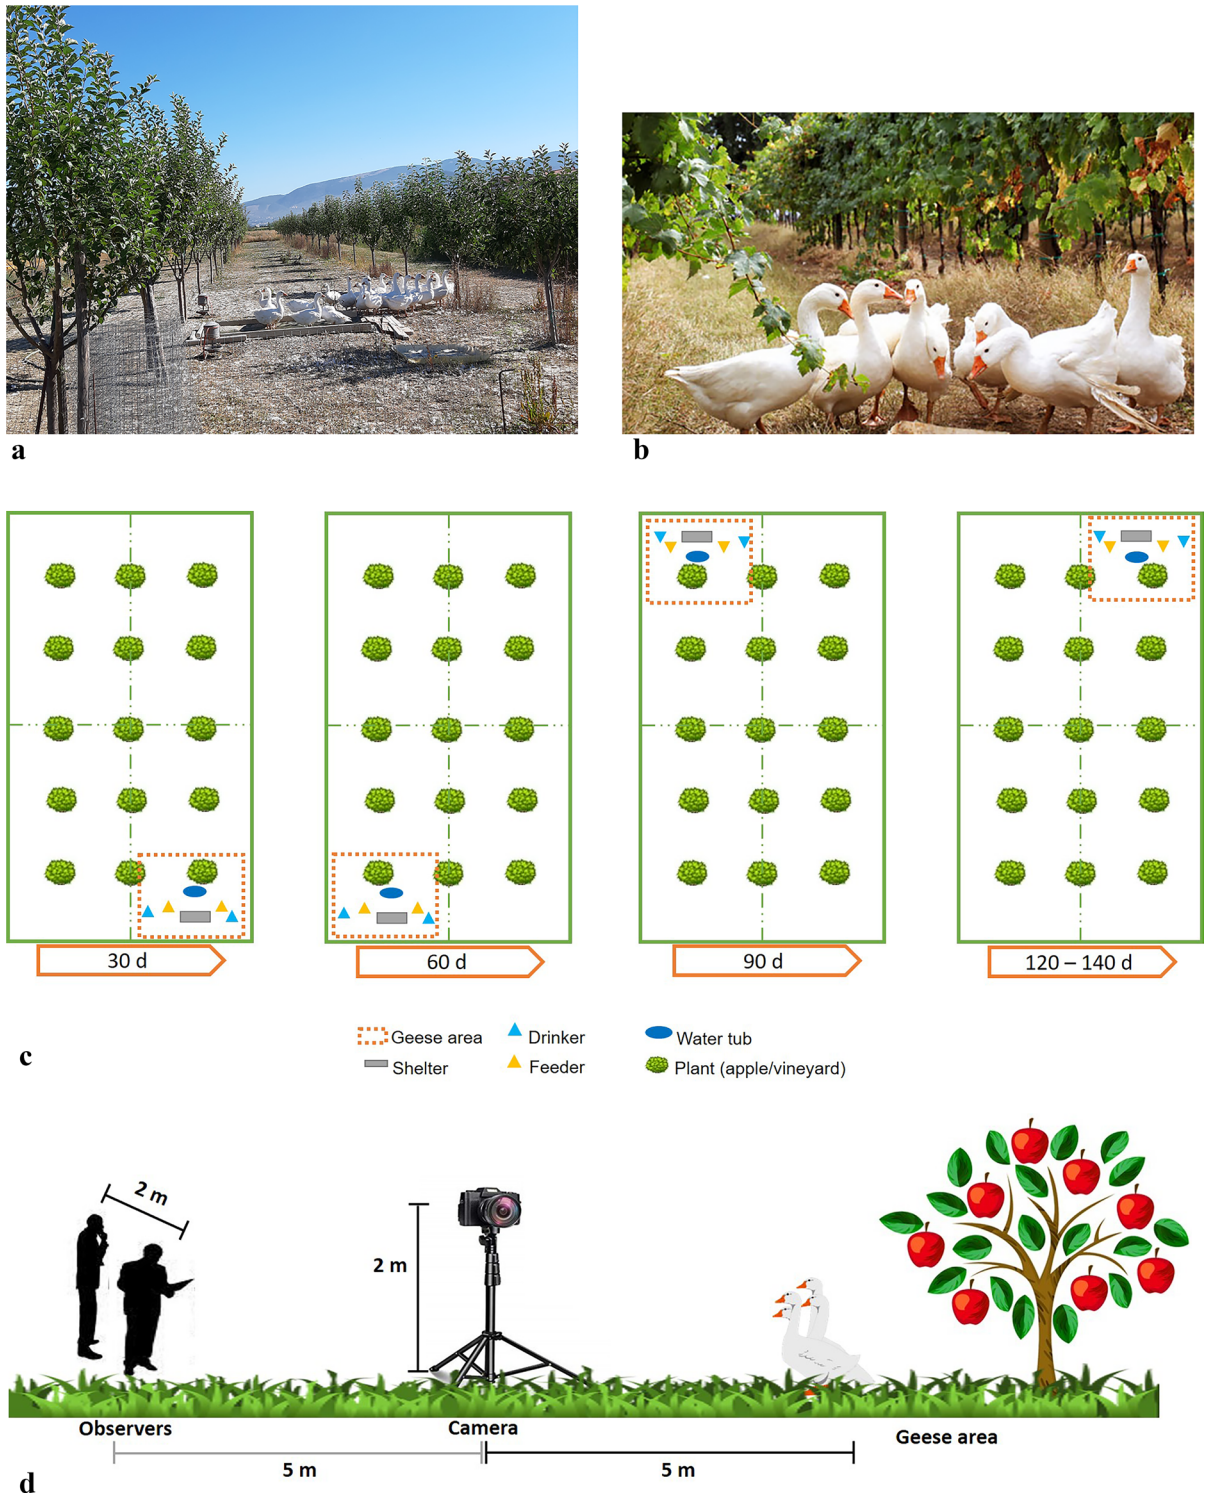 a
b
30 d
60 d
90 d
120 – 140 d
c
Geese area
Drinker
Water tub
Shelter
Feeder
Plant (apple/vineyard)
2 m
2 m
Observers
Camera
Geese area
5 m
5 m
d